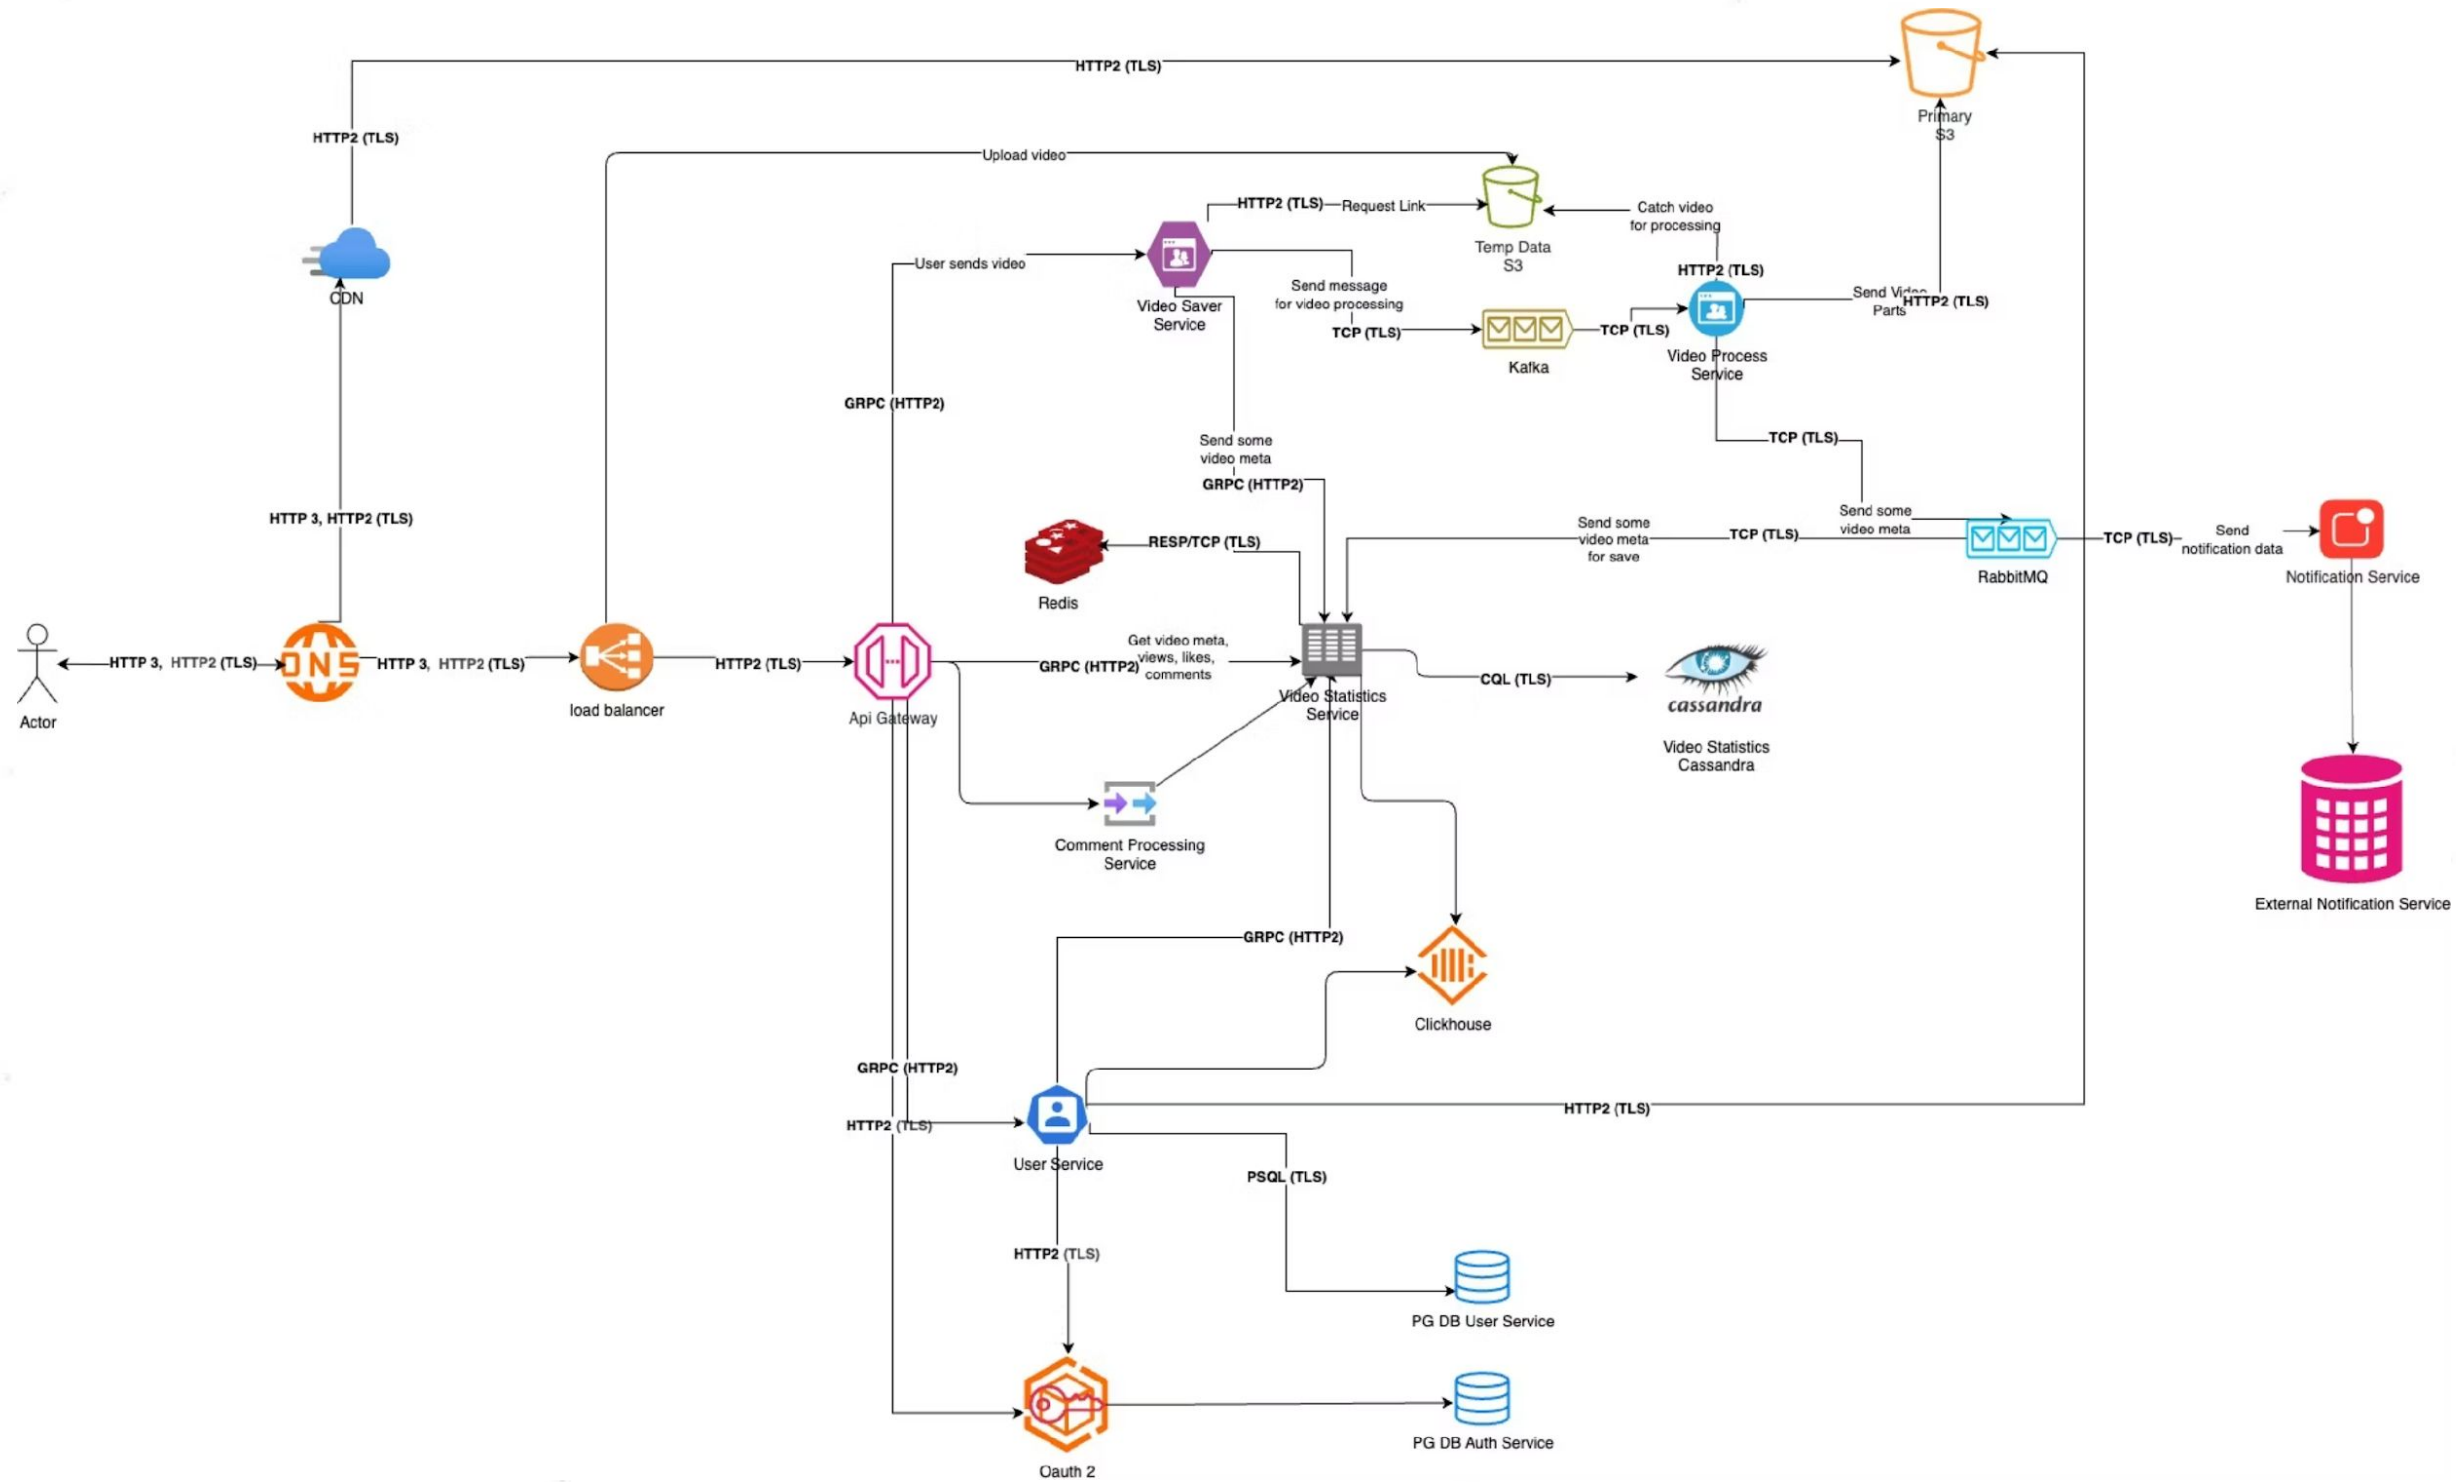 HTTP2 (TLS)
Primary
S3
HTTP2 (TLS)
Upload video
HTTP2 (TLS)
Request Link
Catch video
for processing
Temp Data
S3
User sends video
HTTP2 (TLS)
CDN
Send message
for video processing
Video Saver
Service
Send Video
Parts
HTTP2 (TLS)
TCP (TLS)
TCP (TLS)
Kafka
Video Process
Service
GRPC (HTTP2)
TCP (TLS)
Send some
video meta
GRPC (HTTP2)
HTTP 3, HTTP2 (TLS)
Send some
video meta
Send some
video meta
for save
TCP (TLS)
TCP (TLS)
Send
notification data
RESP/TCP (TLS)
Redis
RabbitMQ
Notification Service
HTTP 3, HTTP2 (TLS)
DNS
HTTP 3, HTTP2 (TLS)
HTTP2 (TLS)
GRPC (HTTP2)
Get video meta,
views, likes,
comments
CQL (TLS)
cassandra
Actor
load balancer
Api Gateway
Video Statistics
Service
Video Statistics
Cassandra
Comment Processing
Service
External Notification Service
GRPC (HTTP2)
Clickhouse
GRPC (HTTP2)
HTTP2 (TLS)
HTTP2 (TLS)
User Service
PSQL (TLS)
HTTP2 (TLS)
PG DB User Service
PG DB Auth Service
Oauth 2